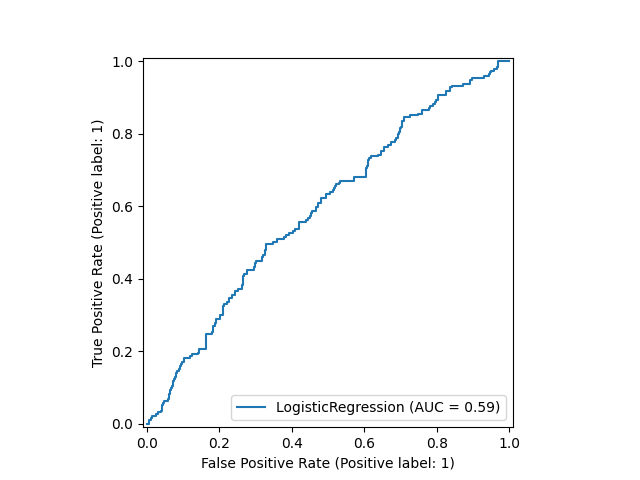 1.0
0.8
0.6
0.4
0.2
0.0
True Positive Rate (Positive label: 1)
LogisticRegression (AUC = 0.59)
0.0 0.2 0.4 0.6 0.8 1.0
False Positive Rate (Positive label: 1)